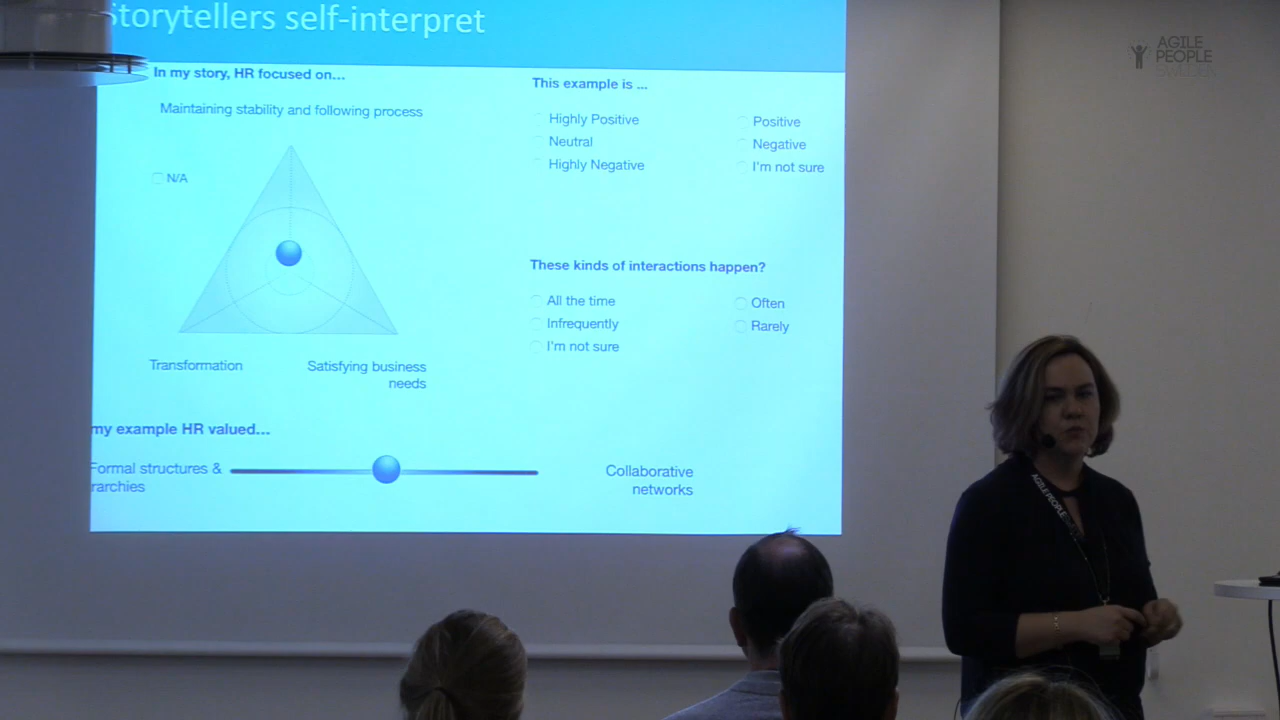 Storytellers self-interpret
In my story, HR focused on...
Maintaining stability and following process
N/A
Transformation
Satisfying business
needs
my example HR valued...
Formal structures &
rarchies
Collaborative
networks
This example is ...
Highly Positive
Positive
Neutral
Negative
Highly Negative
I'm not sure
These kinds of interactions happen?
All the time
Often
Infrequently
Rarely
I'm not sure
AGILE
PEOPLE
SWEDEN
AGILE PEOPLE